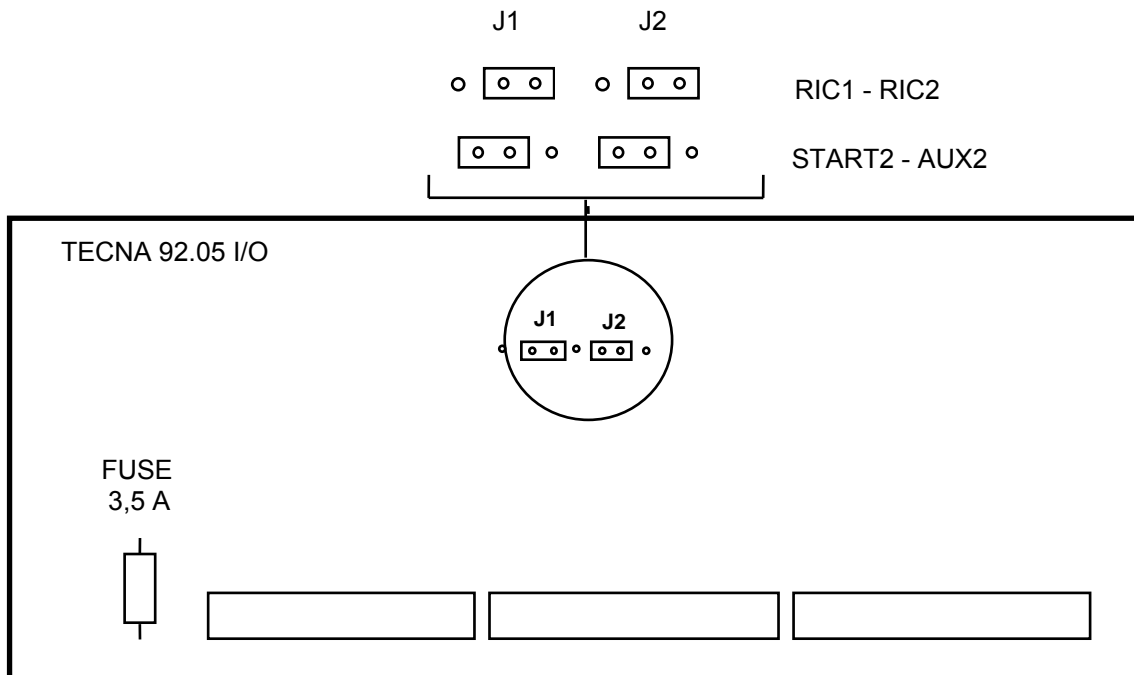 J1 J2
RIC1 - RIC2
START2 - AUX2
TECNA 92.05 I/O
J1 J2
FUSE
3,5 A